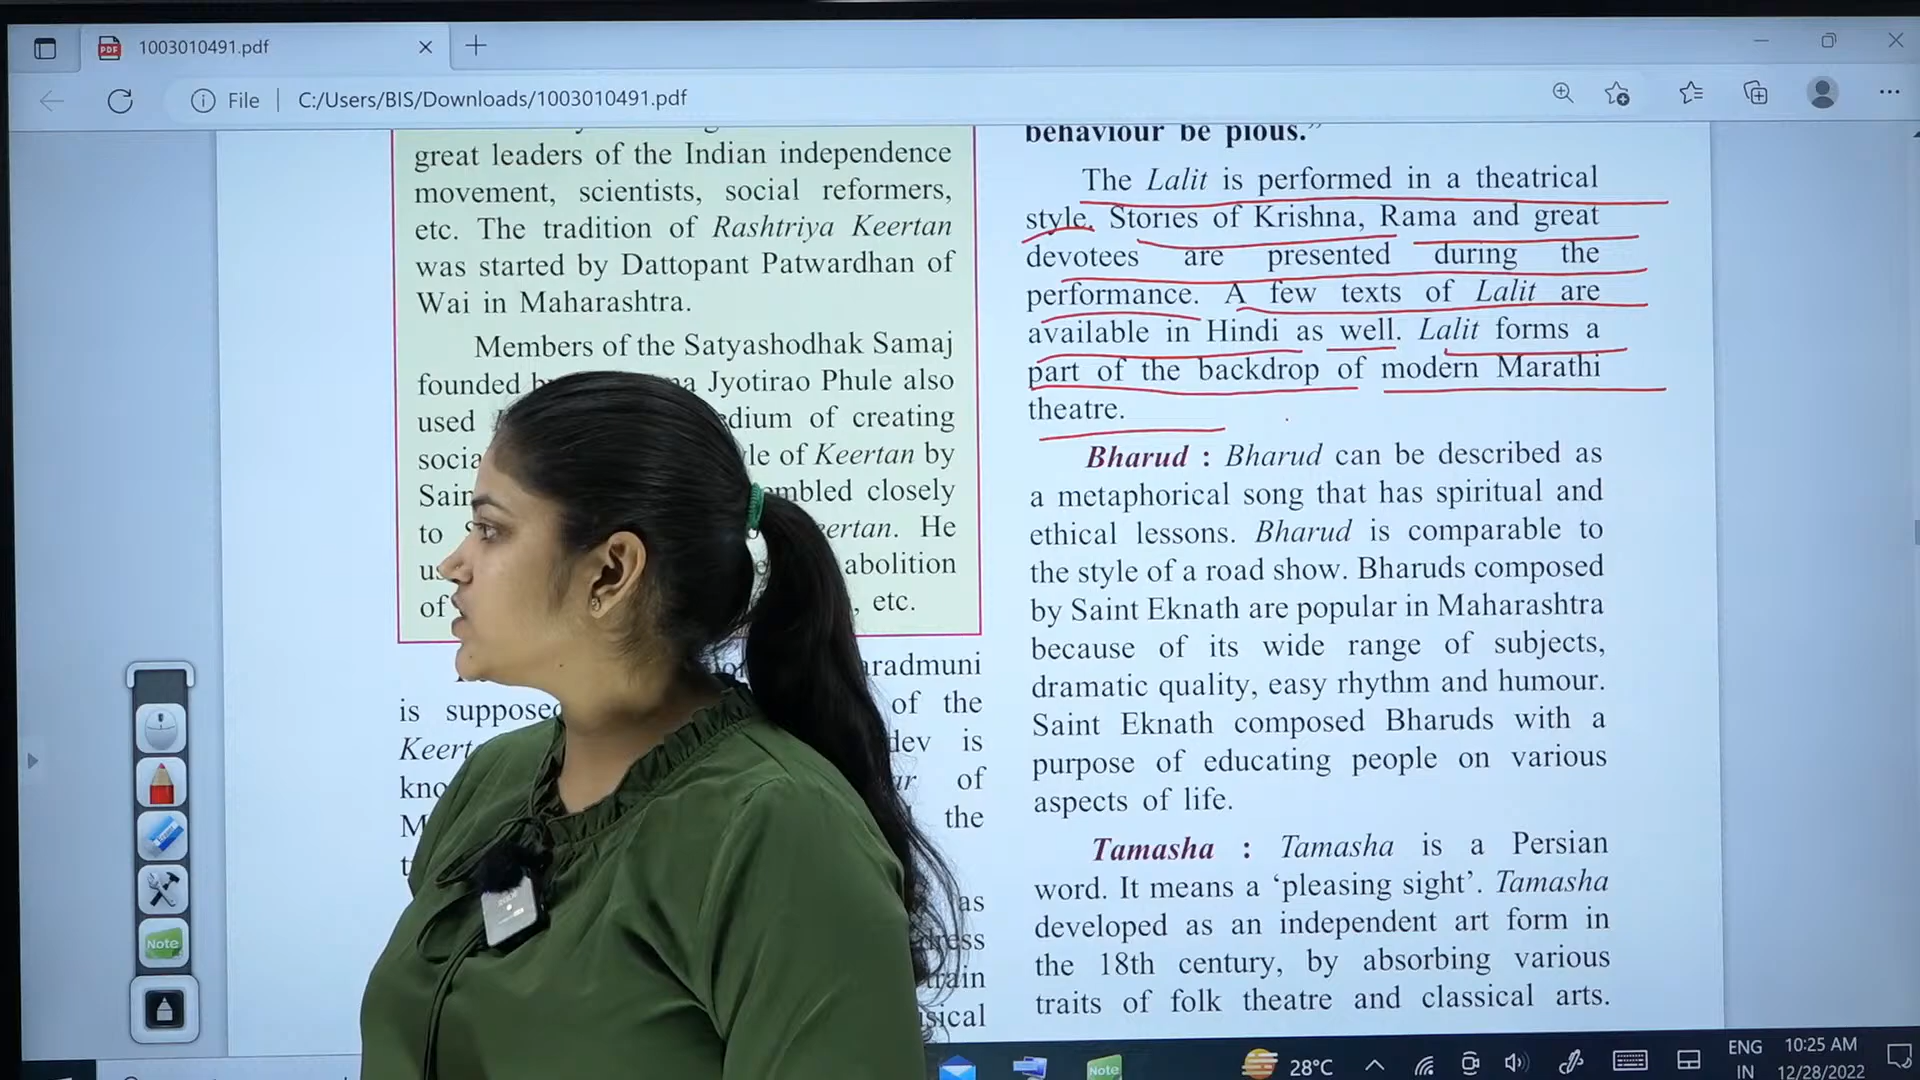 1003010491.pdf
File
C:/Users/BIS/Downloads/1003010491.pdf
great leaders of the Indian independence
movement, scientists, social reformers,
etc. The tradition of Rashtriya Keertan
was started by Dattopant Patwardhan of
Wai in Maharashtra.
Members of the Satyashodhak Samaj
founded Jyotirao Phule also
used of creating
of Keertan by
closely
to He
abolition
of , etc.
is
of the
is
of
the
as
behaviour be pious.”
The Lalit is performed in a theatrical
style. Stories of Krishna, Rama and great
devotees are presented during the
performance. A few texts of Lalit are
available in Hindi as well. Lalit forms a
part of the backdrop of modern Marathi
theatre.
Bharud : Bharud can be described as
a metaphorical song that has spiritual and
ethical lessons. Bharud is comparable to
the style of a road show. Bharuds composed
by Saint Eknath are popular in Maharashtra
because of its wide range of subjects,
dramatic quality, easy rhythm and humour.
Saint Eknath composed Bharuds with a
purpose of educating people on various
aspects of life.
Tamasha : Tamasha is a Persian
word. It means a ‘pleasing sight’. Tamasha
developed as an independent art form in
the 18th century, by absorbing various
traits of folk theatre and classical arts.
Note
Note
28°C
ENG
IN
10:25 AM
12/28/2022